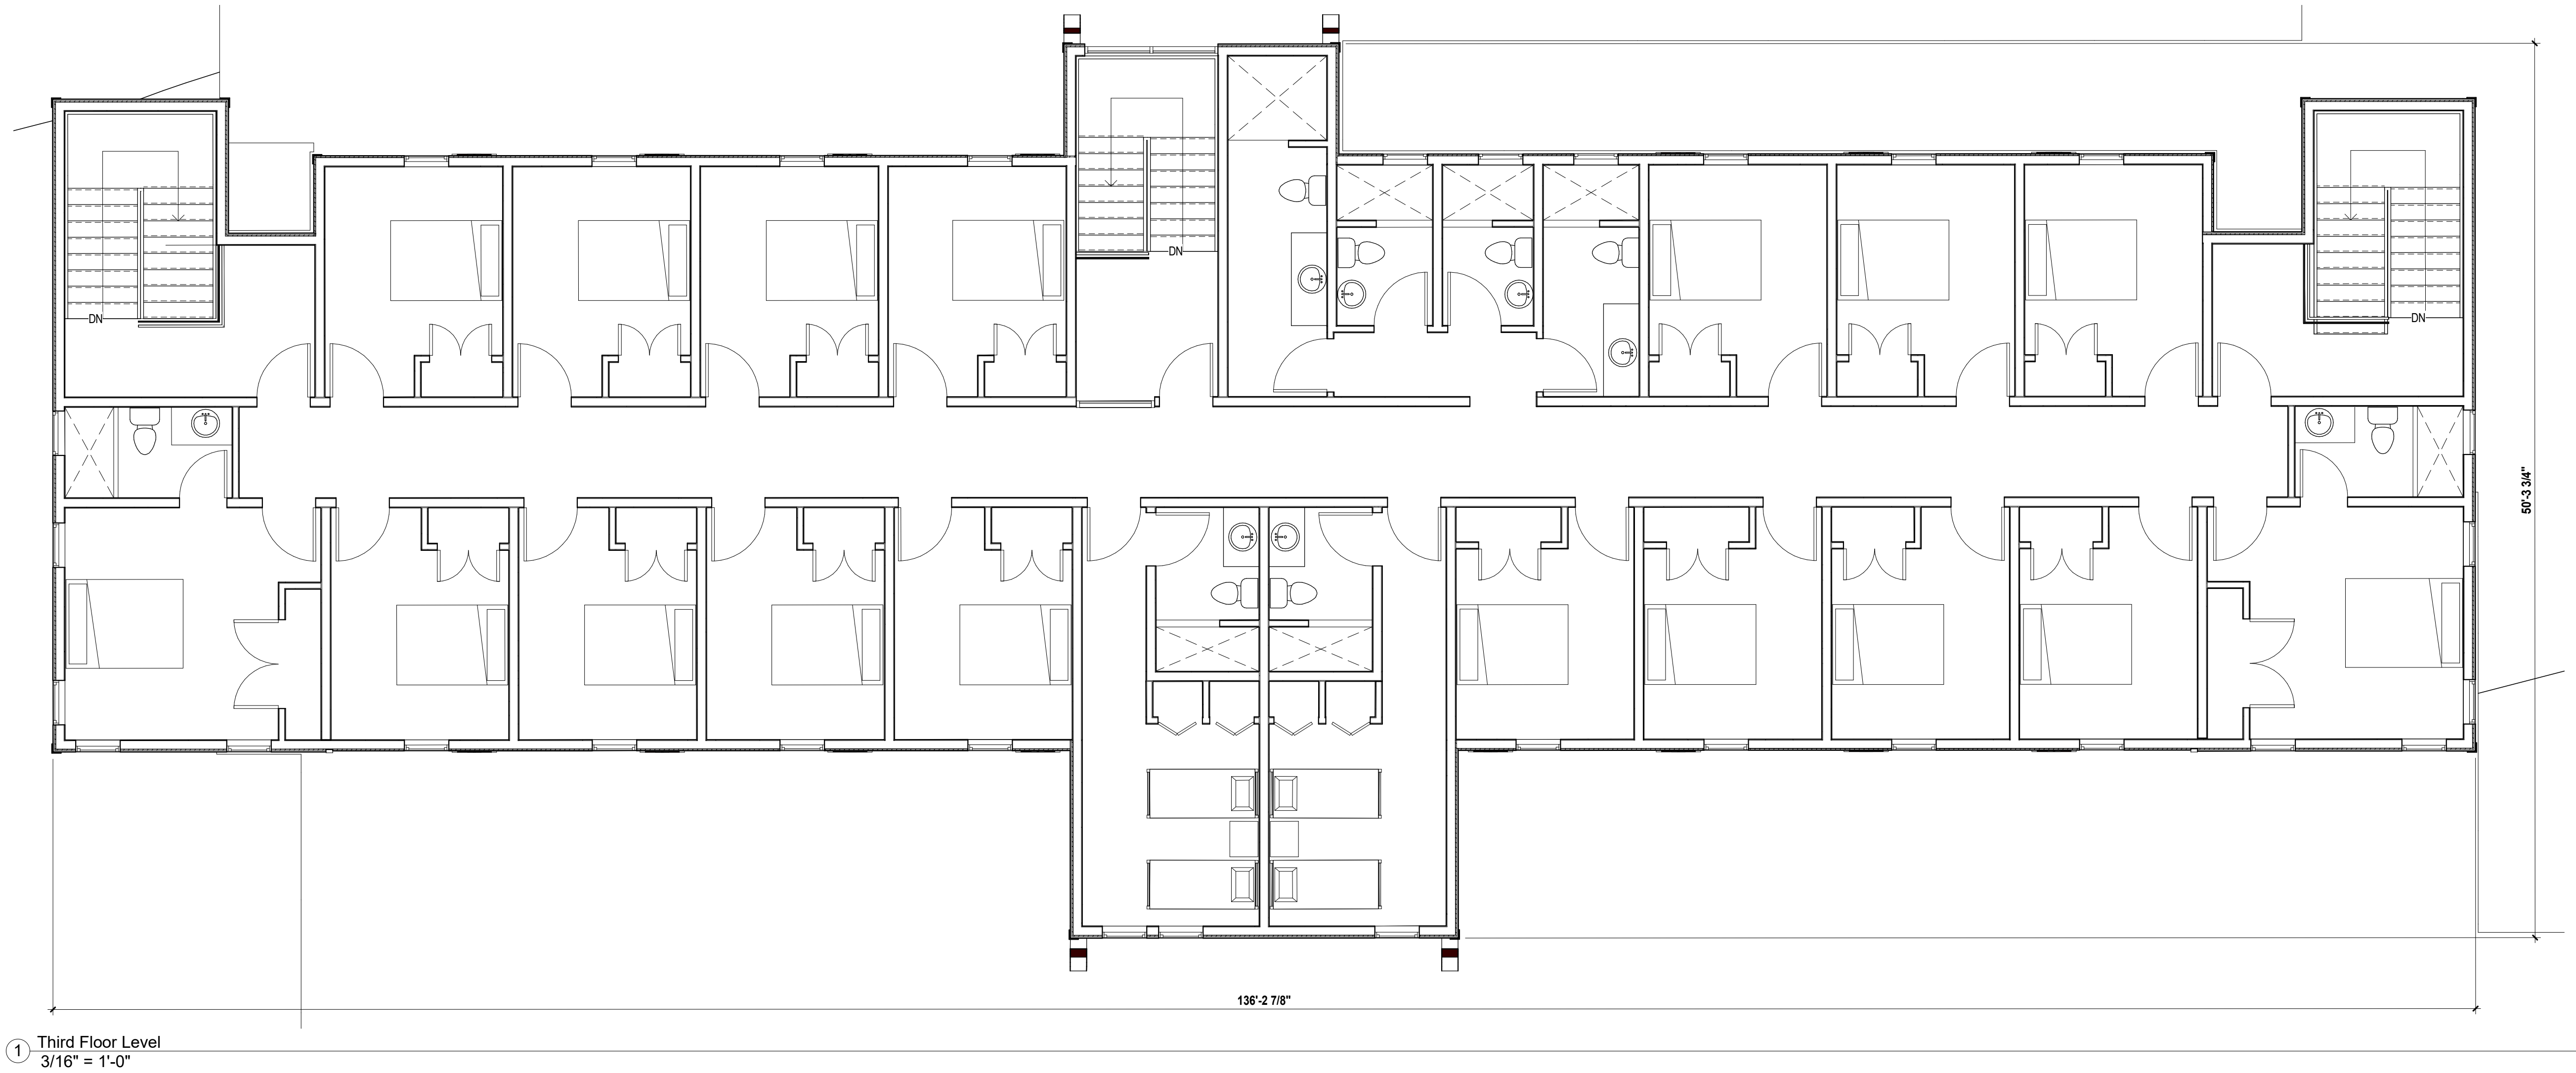 DN
DN
DN
50'-3 3/4"
136'-2 7/8"
1
Third Floor Level
3/16" = 1'-0"